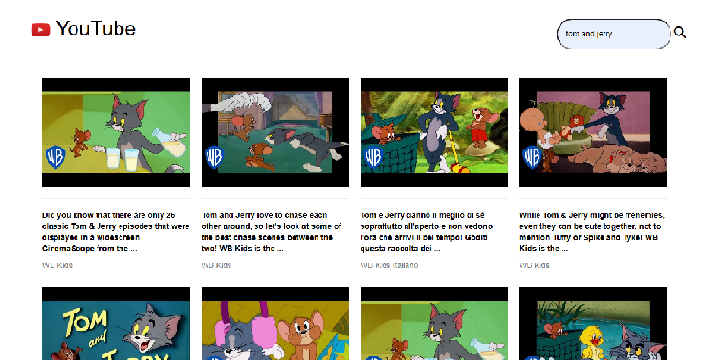 YouTube
tom and jerry
WB
WB
WB
WB
Did you know that there are only 26
classic Tom & Jerry episodes that were
displayed in a widescreen
CinemaScope from the ...
WB Kids
Tom and Jerry love to chase each
other around, so let's look at some of
the best chase scenes between the
two! WB Kids is the ...
WB Kids
Tom e Jerry danno il meglio di sé
soprattutto all'aperto e non vedono
l'ora che arrivi il bel tempo! Goditi
questa raccolta dei ...
WB Kids Italiano
While Tom & Jerry might be frenemies,
even they can be cute together, not to
mention Tuffy or Spike and Tyke! WB
Kids is the ...
WB Kids
TOM
and
JERRY